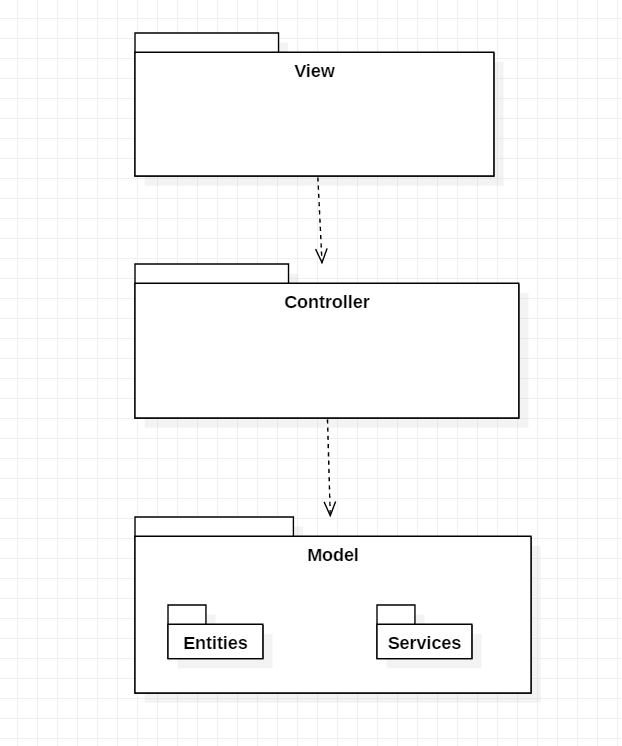 View
Controller
Model
Entities
Services